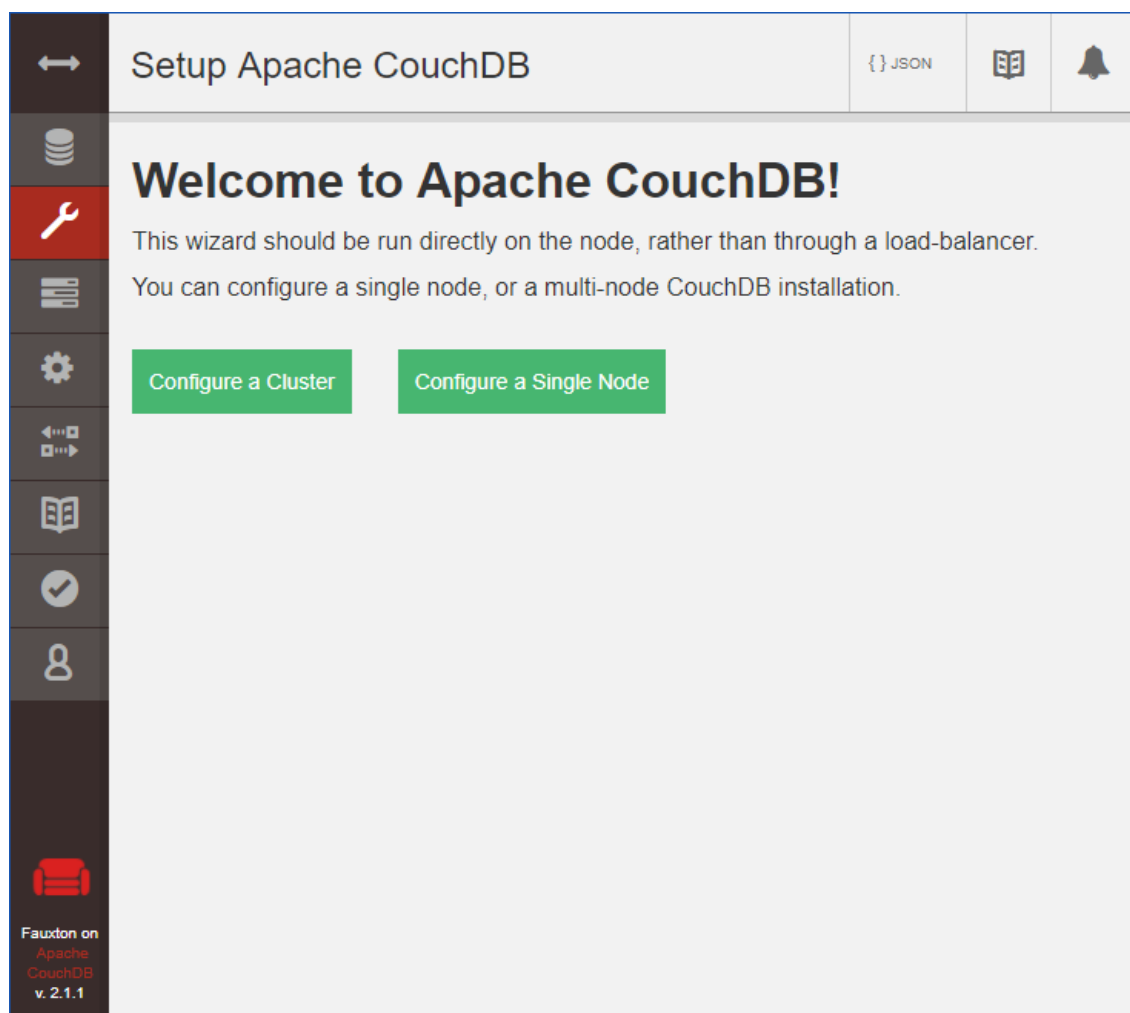 Setup Apache CouchDB
{ } JSON
Welcome to Apache CouchDB!
This wizard should be run directly on the node, rather than through a load-balancer.
You can configure a single node, or a multi-node CouchDB installation.
Configure a Cluster
Configure a Single Node
Fauxton on
Apache
CouchDB
v. 2.1.1